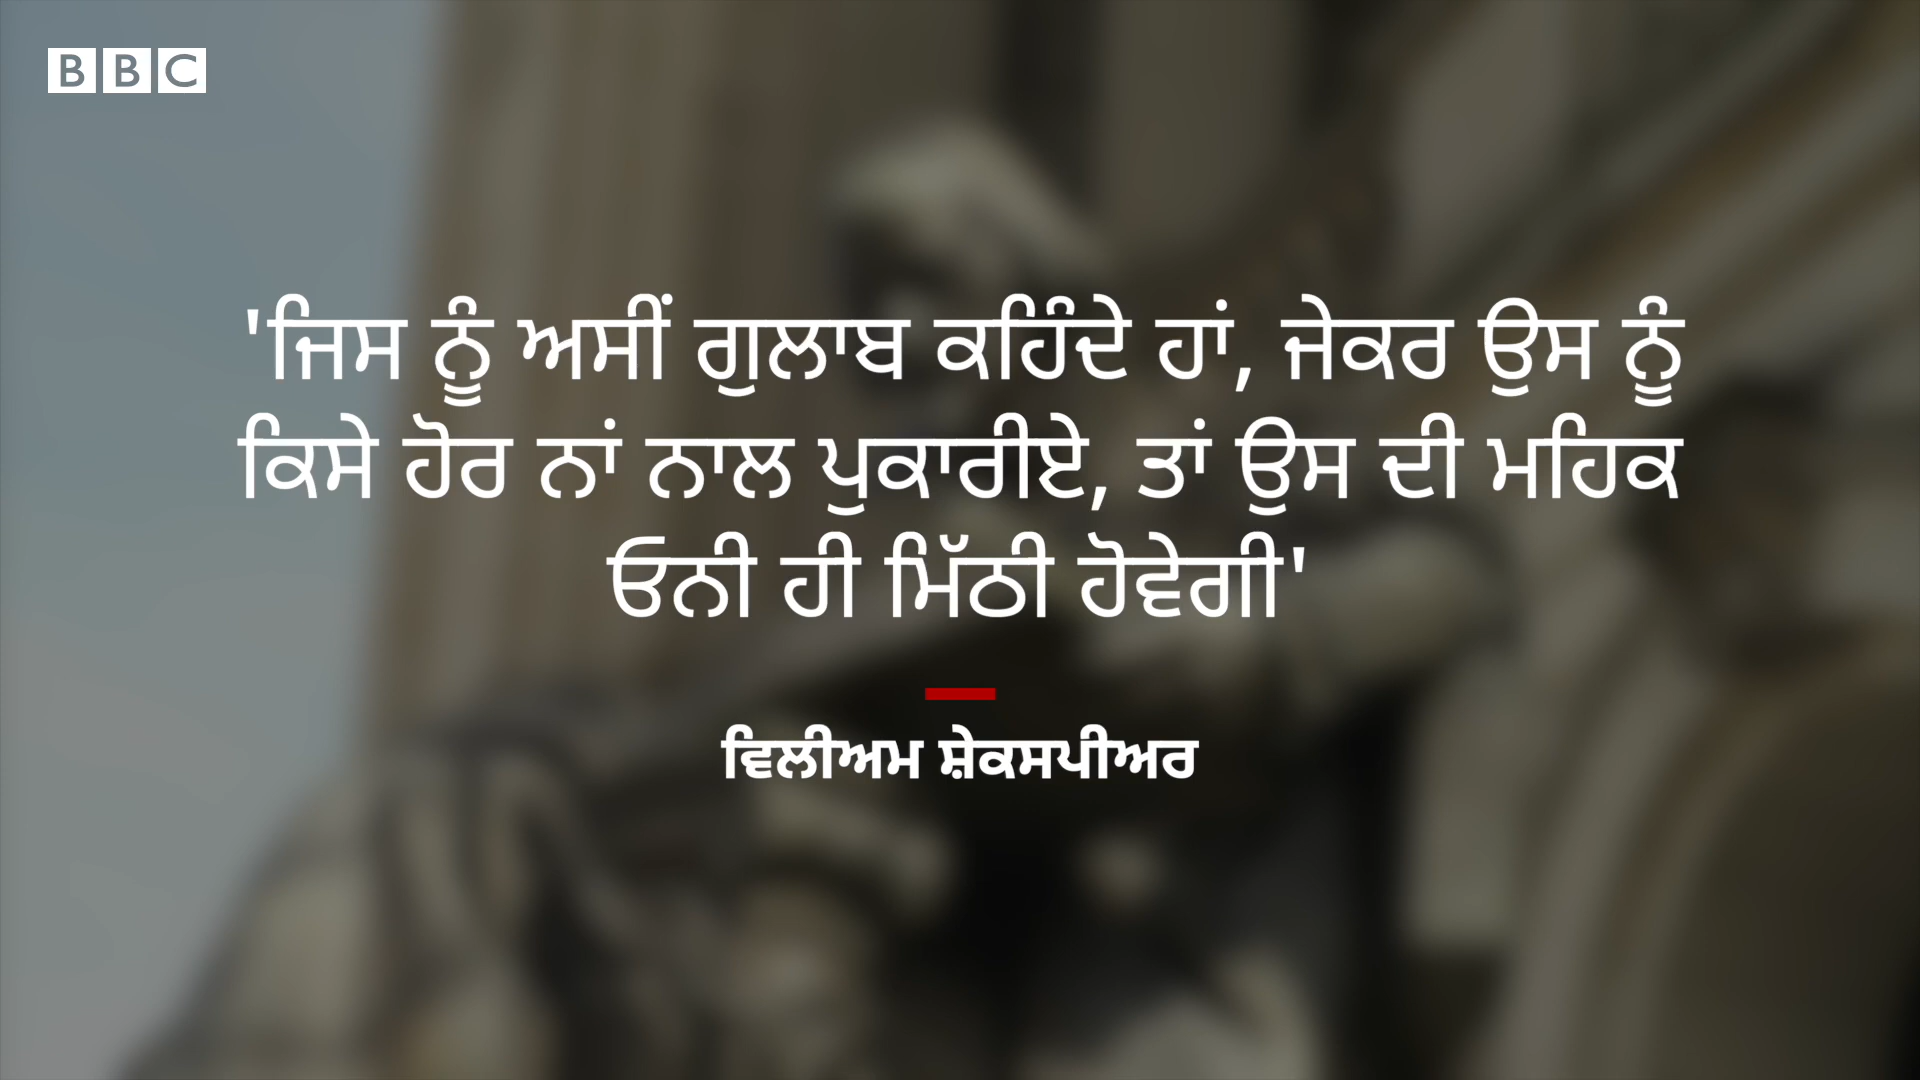 BBC
'ਜਿਸ ਨੂੰ ਅਸੀਂ ਗੁਲਾਬ ਕਹਿੰਦੇ ਹਾਂ, ਜੇਕਰ ਉਸ ਨੂੰ
ਕਿਸੇ ਹੋਰ ਨਾਂ ਨਾਲ ਪੁਕਾਰੀਏ, ਤਾਂ ਉਸ ਦੀ ਮਹਿਕ
ਓਨੀ ਹੀ ਮਿੱਠੀ ਹੋਵੇਗੀ'
ਵਿਲੀਅਮ ਸ਼ੇਕਸਪੀਅਰ